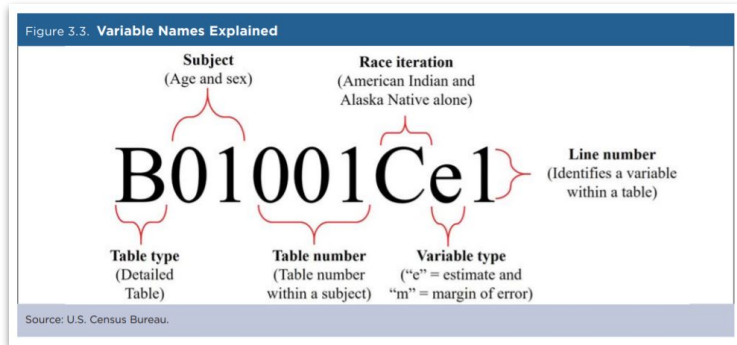 Figure 3.3. Variable Names Explained
Subject
(Age and sex)
Race iteration
(American Indian and
Alaska Native alone)
B01001Ce1
Line number
(Identifies a variable
within a table)
Table type
(Detailed
Table)
Table number
(Table number
within a subject)
Variable type
("e" = estimate and
"m" = margin of error)
Source: U.S. Census Bureau.